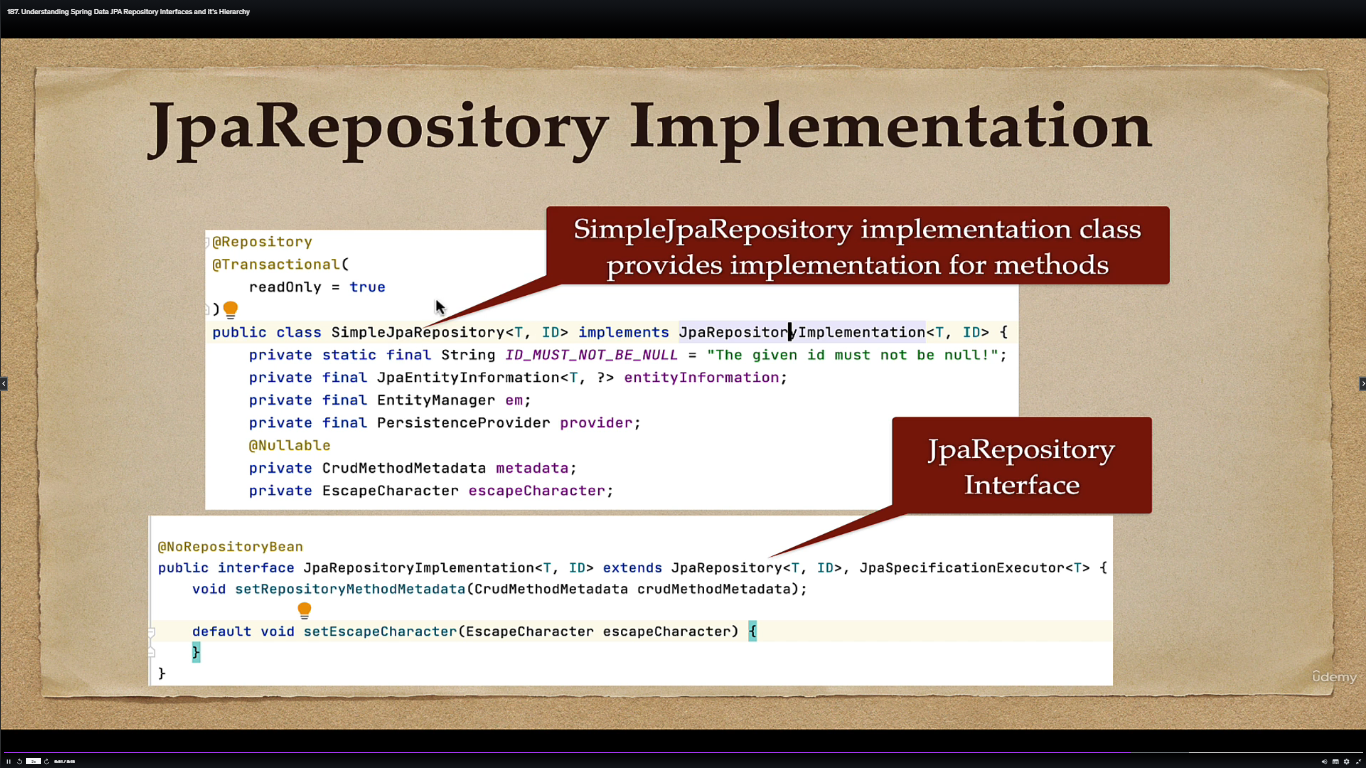 187. Understanding Spring Data JPA Repository Interfaces and It's Hierarchy
JpaRepository Implementation
SimpleJpaRepository implementation class
provides implementation for methods
@Repository
@Transactional(
readOnly = true
)
public class SimpleJpaRepository<T, ID> implements JpaRepositoryImplementation<T, ID> {
private static final String ID_MUST_NOT_BE_NULL = "The given id must not be null!";
private final JpaEntityInformation<T, ?> entityInformation;
private final EntityManager em;
private final PersistenceProvider provider;
@Nullable
private CrudMethodMetadata metadata;
private EscapeCharacter escapeCharacter;
JpaRepository
Interface
@NoRepositoryBean
public interface JpaRepositoryImplementation<T, ID> extends JpaRepository<T, ID>, JpaSpecificationExecutor<T> {
void setRepositoryMethodMetadata(CrudMethodMetadata crudMethodMetadata);
default void setEscapeCharacter(EscapeCharacter escapeCharacter) {
}
}
ûdemy